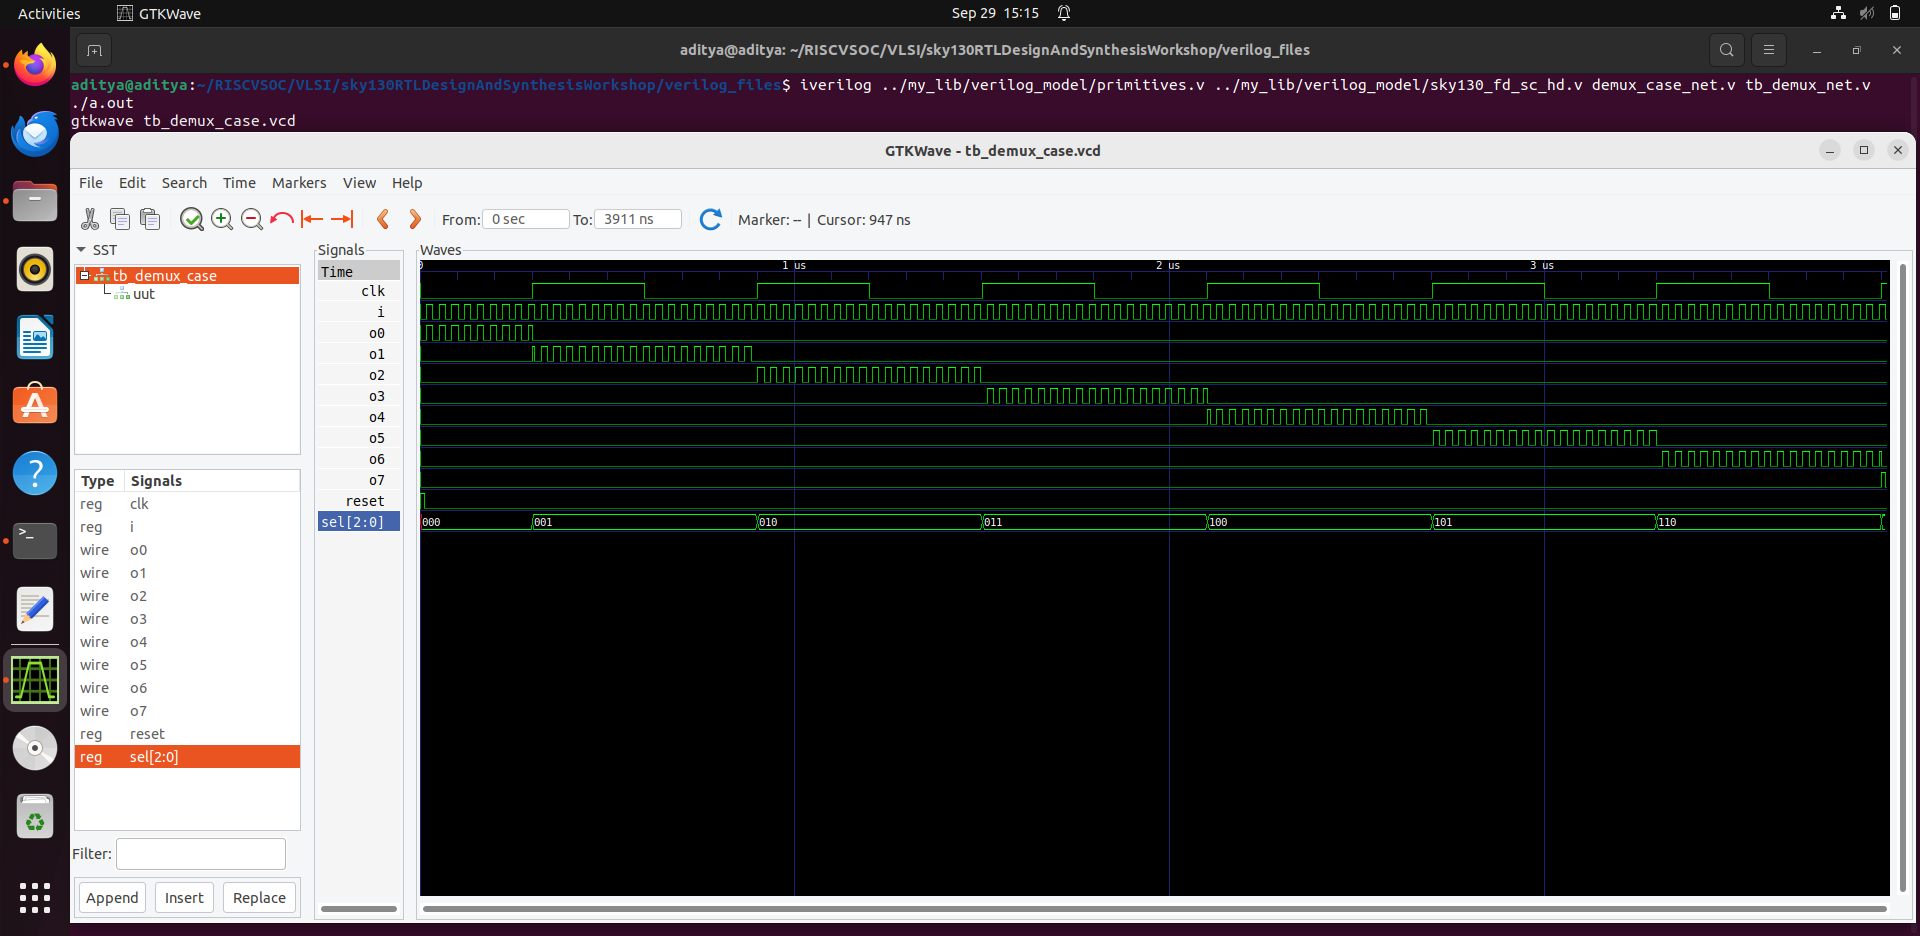 Activities GTKWave Sep 29 15:15
aditya@aditya: ~/RISCVSOC/VLSI/sky130RTLDesignAndSynthesisWorkshop/verilog_files
aditya@aditya:~/RISCVSOC/VLSI/sky130RTLDesignAndSynthesisWorkshop/verilog_files$ iverilog ../my_lib/verilog_model/primitives.v ../my_lib/verilog_model/sky130_fd_sc_hd.v demux_case_net.v tb_demux_net.v
./a.out
gtkwave tb_demux_case.vcd
GTKWave - tb_demux_case.vcd
File Edit Search Time Markers View Help
From: 0 sec To: 3911 ns Marker: -- | Cursor: 947 ns
SST
tb_demux_case
uut
Type Signals
reg clk
reg i
wire o0
wire o1
wire o2
wire o3
wire o4
wire o5
wire o6
wire o7
reg reset
reg sel[2:0]
Filter:
Append Insert Replace
Signals
Time
clk
i
o0
o1
o2
o3
o4
o5
o6
o7
reset
sel[2:0]
Waves
0 1 us 2 us 3 us
000 001 010 011 100 101 110